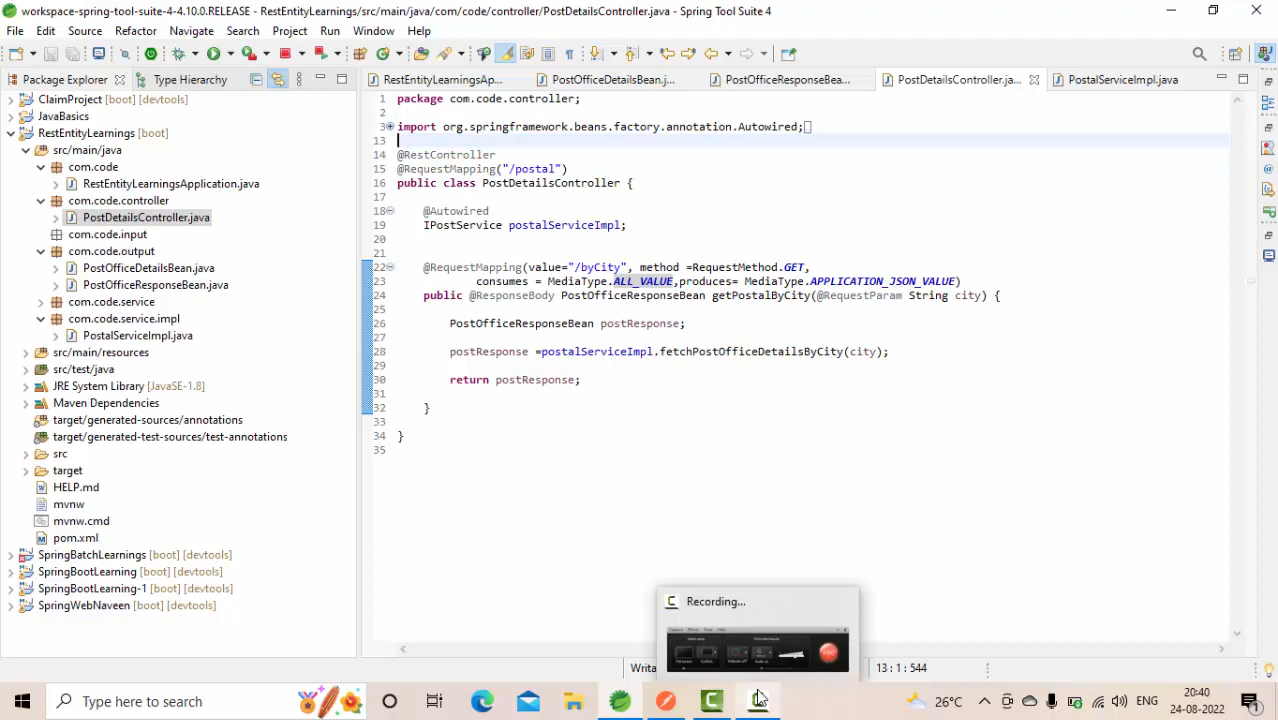 workspace-spring-tool-suite-4-4.10.0.RELEASE - RestEntityLearnings/src/main/java/com/code/controller/PostDetailsController.java - Spring Tool Suite 4
File Edit Source Refactor Navigate Search Project Run Window Help
Package Explorer Type Hierarchy
RestEntityLearningsAp... PostOfficeDetailsBean.j... PostOfficeResponseBea... PostDetailsController.ja... PostalServiceImpl.java
ClaimProject [boot] [devtools]
JavaBasics
RestEntityLearnings [boot]
src/main/java
com.code
RestEntityLearningsApplication.java
com.code.controller
PostDetailsController.java
com.code.input
com.code.output
PostOfficeDetailsBean.java
PostOfficeResponseBean.java
com.code.service
com.code.service.impl
PostalServiceImpl.java
src/main/resources
src/test/java
JRE System Library [JavaSE-1.8]
Maven Dependencies
target/generated-sources/annotations
target/generated-test-sources/test-annotations
src
target
HELP.md
mvnw
mvnw.cmd
pom.xml
SpringBatchLearnings [boot] [devtools]
SpringBootLearning [boot] [devtools]
SpringBootLearning-1 [boot] [devtools]
SpringWebNaveen [boot] [devtools]
1 package com.code.controller;
2
3 import org.springframework.beans.factory.annotation.Autowired;
13
14 @RestController
15 @RequestMapping("/postal")
16 public class PostDetailsController {
17
18 @Autowired
19 IPostService postalServiceImpl;
20
21
22 @RequestMapping(value="/byCity", method =RequestMethod.GET,
23 consumes = MediaType.ALL_VALUE,produces= MediaType.APPLICATION_JSON_VALUE)
24 public @ResponseBody PostOfficeResponseBean getPostalByCity(@RequestParam String city) {
25
26 PostOfficeResponseBean postResponse;
27
28 postResponse =postalServiceImpl.fetchPostOfficeDetailsByCity(city);
29
30 return postResponse;
31
32 }
33
34 }
35
Recording...
Writa 13 : 1 : 544
Type here to search
26°C
ENG
40
24-08-2022
1